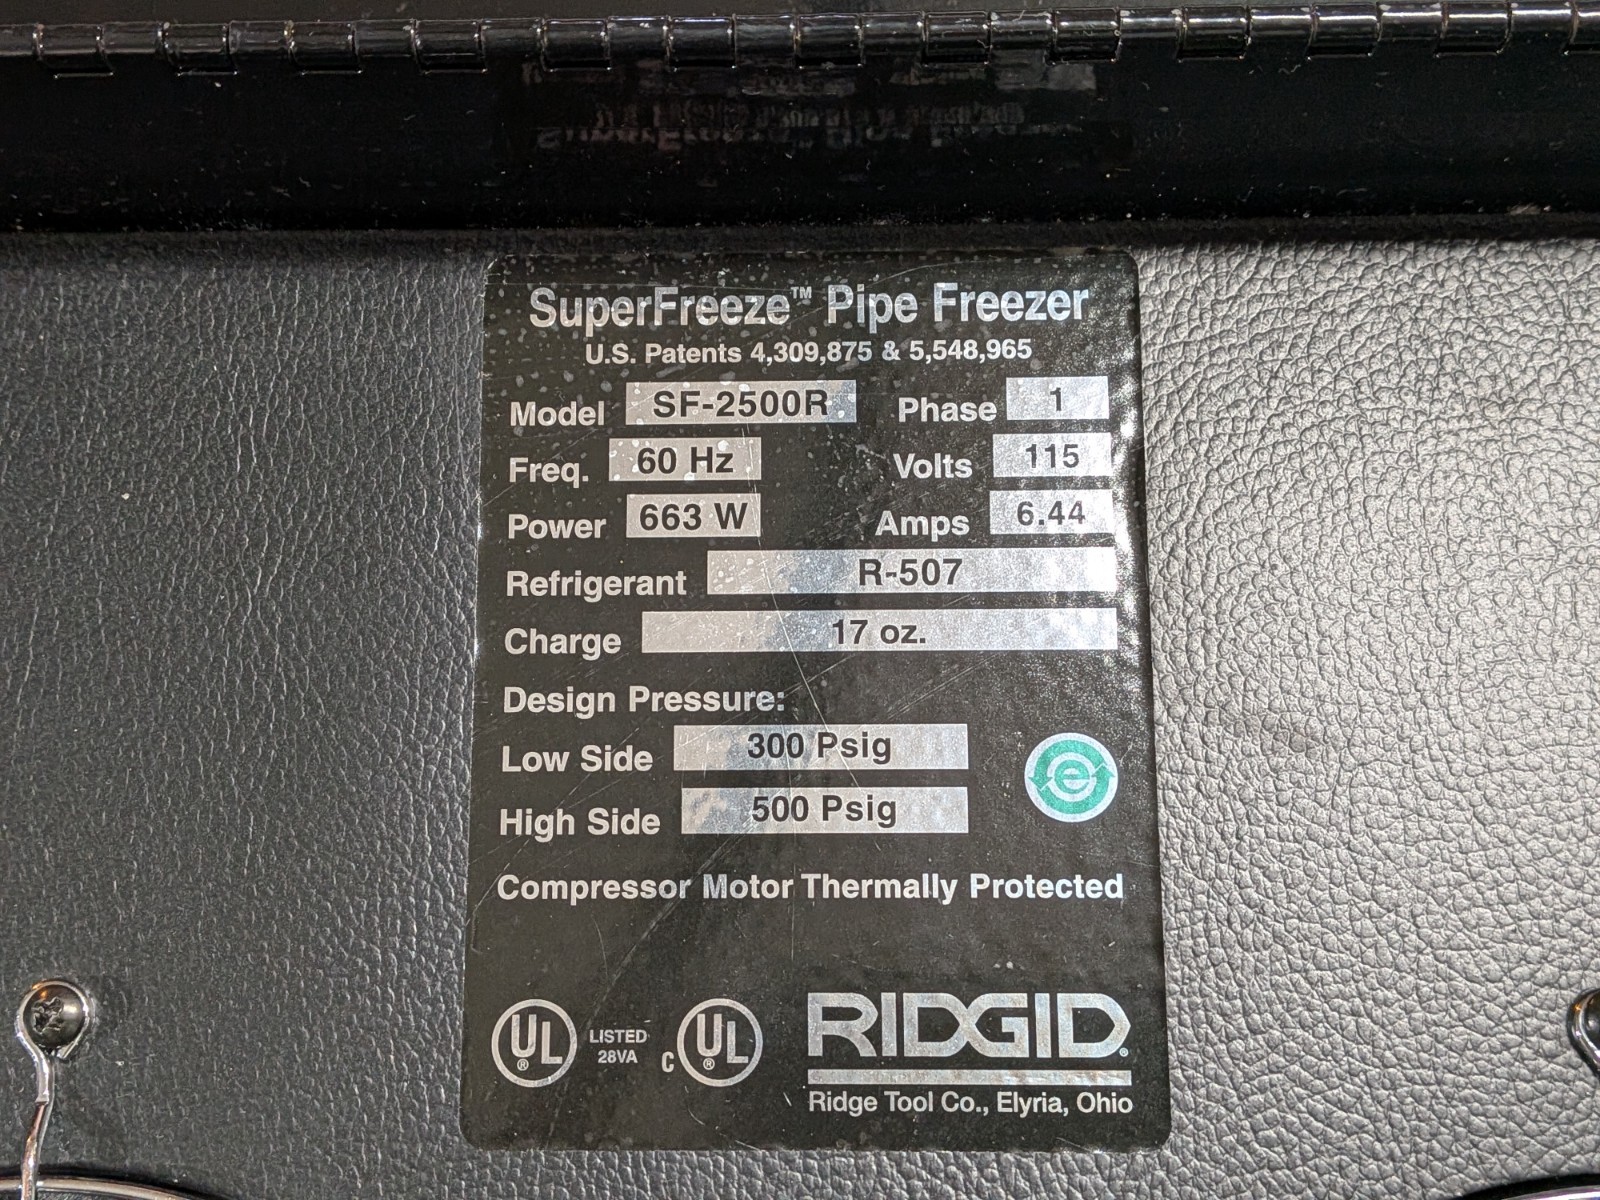 SuperFreeze™ Pipe Freezer
U.S. Patents 4,309,875 & 5,548,965
Model SF-2500R Phase 1
Freq. 60 Hz Volts 115
Power 663 W Amps 6.44
Refrigerant R-507
Charge 17 oz.
Design Pressure:
Low Side 300 Psig
High Side 500 Psig
e
Compressor Motor Thermally Protected
UL® LISTED 28VA C UL®
RIDGID®
Ridge Tool Co., Elyria, Ohio